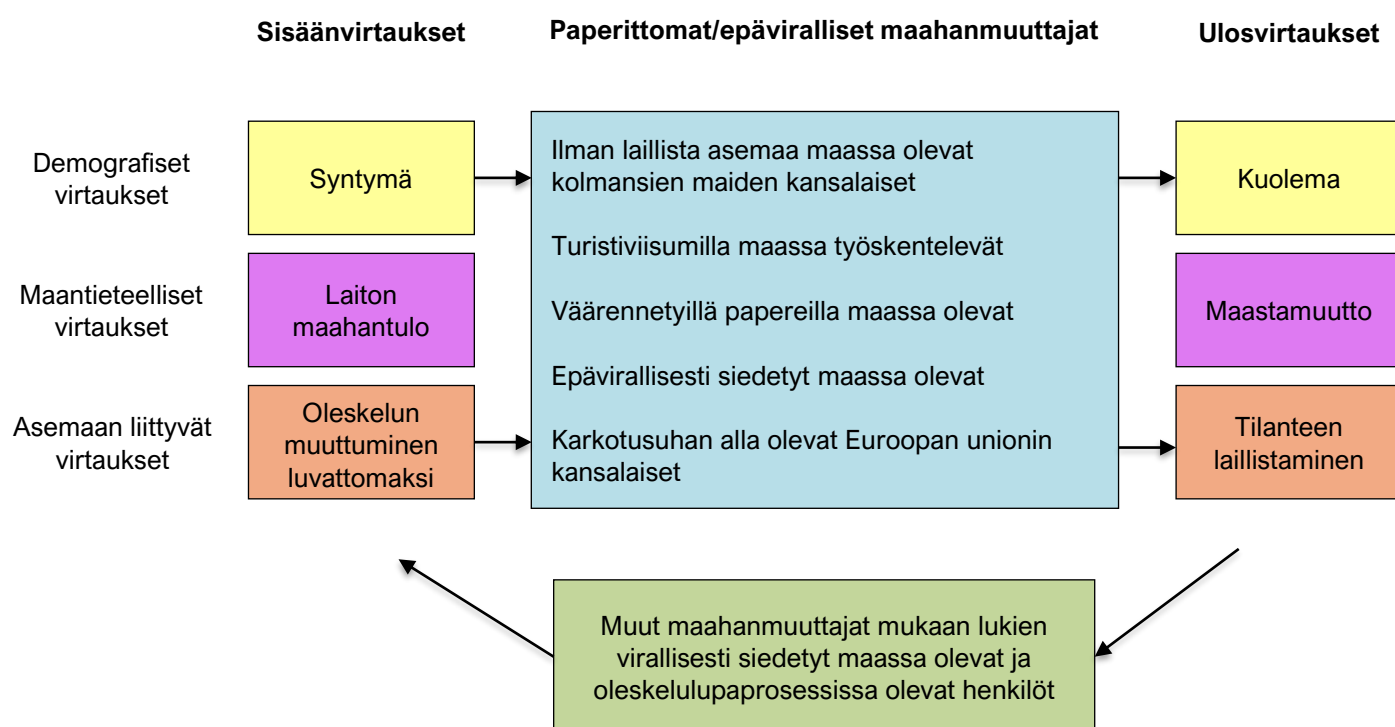 Sisäänvirtaukset
Paperittomat/epäviralliset maahanmuuttajat
Ulosvirtaukset
Demografiset
virtaukset
Syntymä
Ilman laillista asemaa maassa olevat
kolmansien maiden kansalaiset
Kuolema
Turistiviisumilla maassa työskentelevät
Maantieteelliset
virtaukset
Laiton
maahantulo
Väärennetyillä papereilla maassa olevat
Maastamuutto
Epävirallisesti siedetyt maassa olevat
Asemaan liittyvät
virtaukset
Oleskelun
muuttuminen
luvattomaksi
Karkotusuhan alla olevat Euroopan unionin
kansalaiset
Tilanteen
laillistaminen
Muut maahanmuuttajat mukaan lukien
virallisesti siedetyt maassa olevat ja
oleskelulupaprosessissa olevat henkilöt